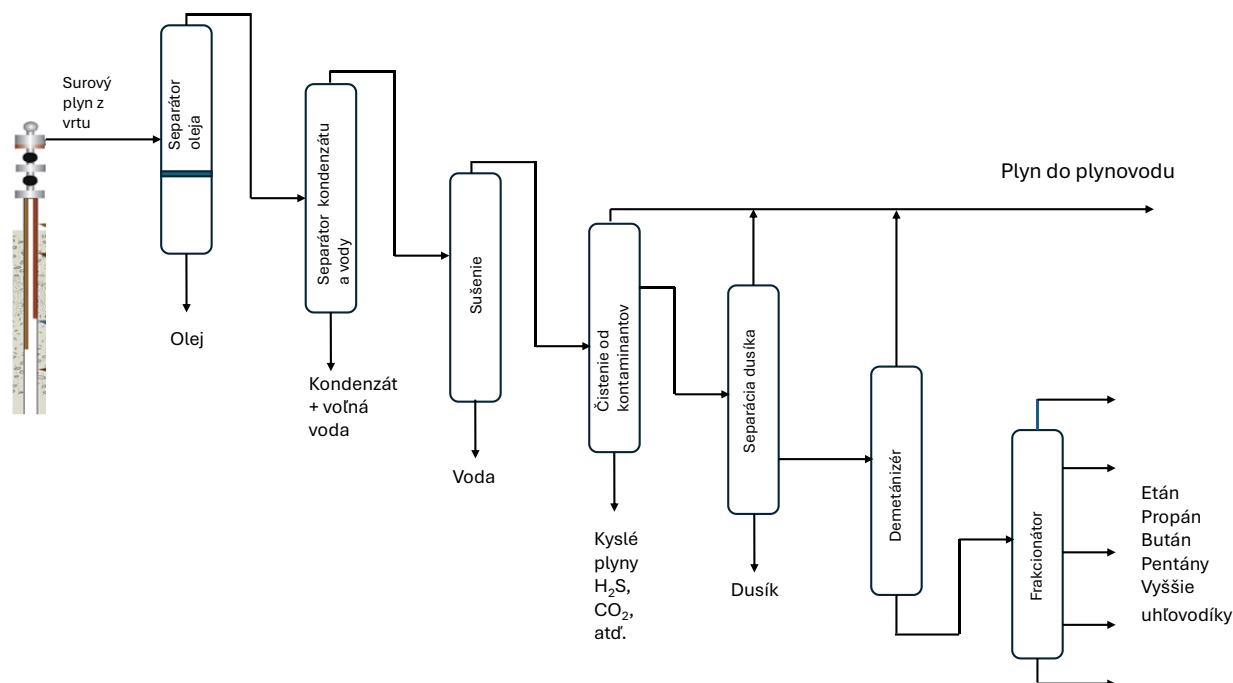 Surový
plyn z
vrtu
Separátor
oleja
Olej
Separátor kondenzátu
a vody
Kondenzát
+ voľná
voda
Sušenie
Voda
Čistenie od
kontaminantov
Kyslé
plyny
H₂S,
CO₂,
atď.
Separácia dusíka
Dusík
Plyn do plynovodu
Demetánizér
Frakcionátor
Etán
Propán
Bután
Pentány
Vyššie
uhľovodíky